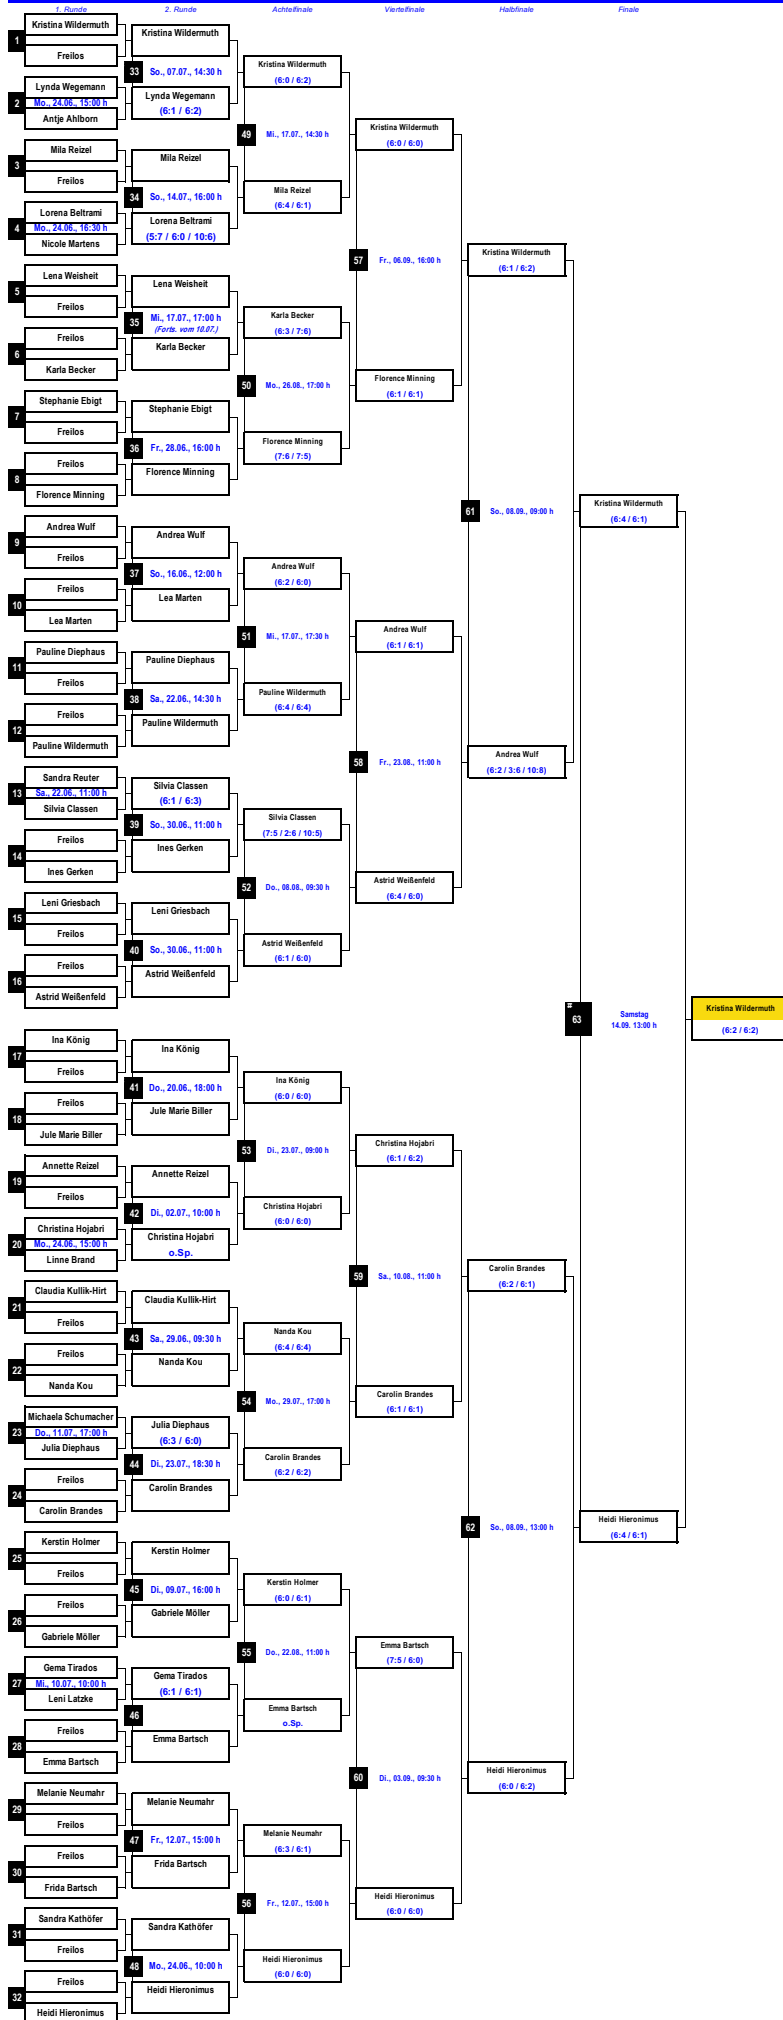 1. Runde
2. Runde
Achtelfinale
Viertelfinale
Halbfinale
Finale
1
Kristina Wildermuth
Freilos
2
Lynda Wegemann
Mo., 24.06., 15:00 h
Antje Ahlborn
3
Mila Reizel
Freilos
4
Lorena Beltrami
Mo., 24.06., 16:30 h
Nicole Martens
5
Lena Weisheit
Freilos
6
Freilos
Karla Becker
7
Stephanie Ebigt
Freilos
8
Freilos
Florence Minning
9
Andrea Wulf
Freilos
10
Freilos
Lea Marten
11
Pauline Diephaus
Freilos
12
Freilos
Pauline Wildermuth
13
Sandra Reuter
Sa., 22.06., 11:00 h
Silvia Classen
14
Freilos
Ines Gerken
15
Leni Griesbach
Freilos
16
Freilos
Astrid Weißenfeld
17
Ina König
Freilos
18
Freilos
Jule Marie Biller
19
Annette Reizel
Freilos
20
Christina Hojabri
Mo., 24.06., 15:00 h
Linne Brand
21
Claudia Kullik-Hirt
Freilos
22
Freilos
Nanda Kou
23
Michaela Schumacher
Do., 11.07., 17:00 h
Julia Diephaus
24
Freilos
Carolin Brandes
25
Kerstin Holmer
Freilos
26
Freilos
Gabriele Möller
27
Gema Tirados
Mi., 10.07., 10:00 h
Leni Latzke
28
Freilos
Emma Bartsch
29
Melanie Neumahr
Freilos
30
Freilos
Frida Bartsch
31
Sandra Kathöfer
Freilos
32
Freilos
Heidi Hieronimus
Kristina Wildermuth
33
So., 07.07., 14:30 h
Lynda Wegemann
(6:1 / 6:2)
Mila Reizel
34
So., 14.07., 16:00 h
Lorena Beltrami
(5:7 / 6:0 / 10:6)
Lena Weisheit
35
Mi., 17.07., 17:00 h
(Forts. vom 10.07.)
Karla Becker
Stephanie Ebigt
36
Fr., 28.06., 16:00 h
Florence Minning
Andrea Wulf
37
So., 16.06., 12:00 h
Lea Marten
Pauline Diephaus
38
Sa., 22.06., 14:30 h
Pauline Wildermuth
Silvia Classen
(6:1 / 6:3)
39
So., 30.06., 11:00 h
Ines Gerken
Leni Griesbach
40
So., 30.06., 11:00 h
Astrid Weißenfeld
Ina König
41
Do., 20.06., 18:00 h
Jule Marie Biller
Annette Reizel
42
Di., 02.07., 10:00 h
Christina Hojabri
o.Sp.
Claudia Kullik-Hirt
43
Sa., 29.06., 09:30 h
Nanda Kou
Julia Diephaus
(6:3 / 6:0)
44
Di., 23.07., 18:30 h
Carolin Brandes
Kerstin Holmer
45
Di., 09.07., 16:00 h
Gabriele Möller
Gema Tirados
(6:1 / 6:1)
46
Emma Bartsch
Melanie Neumahr
47
Fr., 12.07., 15:00 h
Frida Bartsch
Sandra Kathöfer
48
Mo., 24.06., 10:00 h
Heidi Hieronimus
Kristina Wildermuth
(6:0 / 6:2)
49
Mi., 17.07., 14:30 h
Mila Reizel
(6:4 / 6:1)
Karla Becker
(6:3 / 7:6)
50
Mo., 26.08., 17:00 h
Florence Minning
(7:6 / 7:5)
Andrea Wulf
(6:2 / 6:0)
51
Mi., 17.07., 17:30 h
Pauline Wildermuth
(6:4 / 6:4)
Silvia Classen
(7:5 / 2:6 / 10:5)
52
Do., 08.08., 09:30 h
Astrid Weißenfeld
(6:1 / 6:0)
Ina König
(6:0 / 6:0)
53
Di., 23.07., 09:00 h
Christina Hojabri
(6:0 / 6:0)
Nanda Kou
(6:4 / 6:4)
54
Mo., 29.07., 17:00 h
Carolin Brandes
(6:2 / 6:2)
Kerstin Holmer
(6:0 / 6:1)
55
Do., 22.08., 11:00 h
Emma Bartsch
o.Sp.
Melanie Neumahr
(6:3 / 6:1)
56
Fr., 12.07., 15:00 h
Heidi Hieronimus
(6:0 / 6:0)
Kristina Wildermuth
(6:0 / 6:0)
57
Fr., 06.09., 16:00 h
Florence Minning
(6:1 / 6:1)
Andrea Wulf
(6:1 / 6:1)
58
Fr., 23.08., 11:00 h
Astrid Weißenfeld
(6:4 / 6:0)
Christina Hojabri
(6:1 / 6:2)
59
Sa., 10.08., 11:00 h
Carolin Brandes
(6:1 / 6:1)
Emma Bartsch
(7:5 / 6:0)
60
Di., 03.09., 09:30 h
Heidi Hieronimus
(6:0 / 6:0)
Kristina Wildermuth
(6:1 / 6:2)
61
So., 08.09., 09:00 h
Andrea Wulf
(6:2 / 3:6 / 10:8)
Carolin Brandes
(6:2 / 6:1)
62
So., 08.09., 13:00 h
Heidi Hieronimus
(6:0 / 6:2)
Kristina Wildermuth
(6:4 / 6:1)
#
63
Samstag
14.09. 13:00 h
Heidi Hieronimus
(6:4 / 6:1)
Kristina Wildermuth
(6:2 / 6:2)